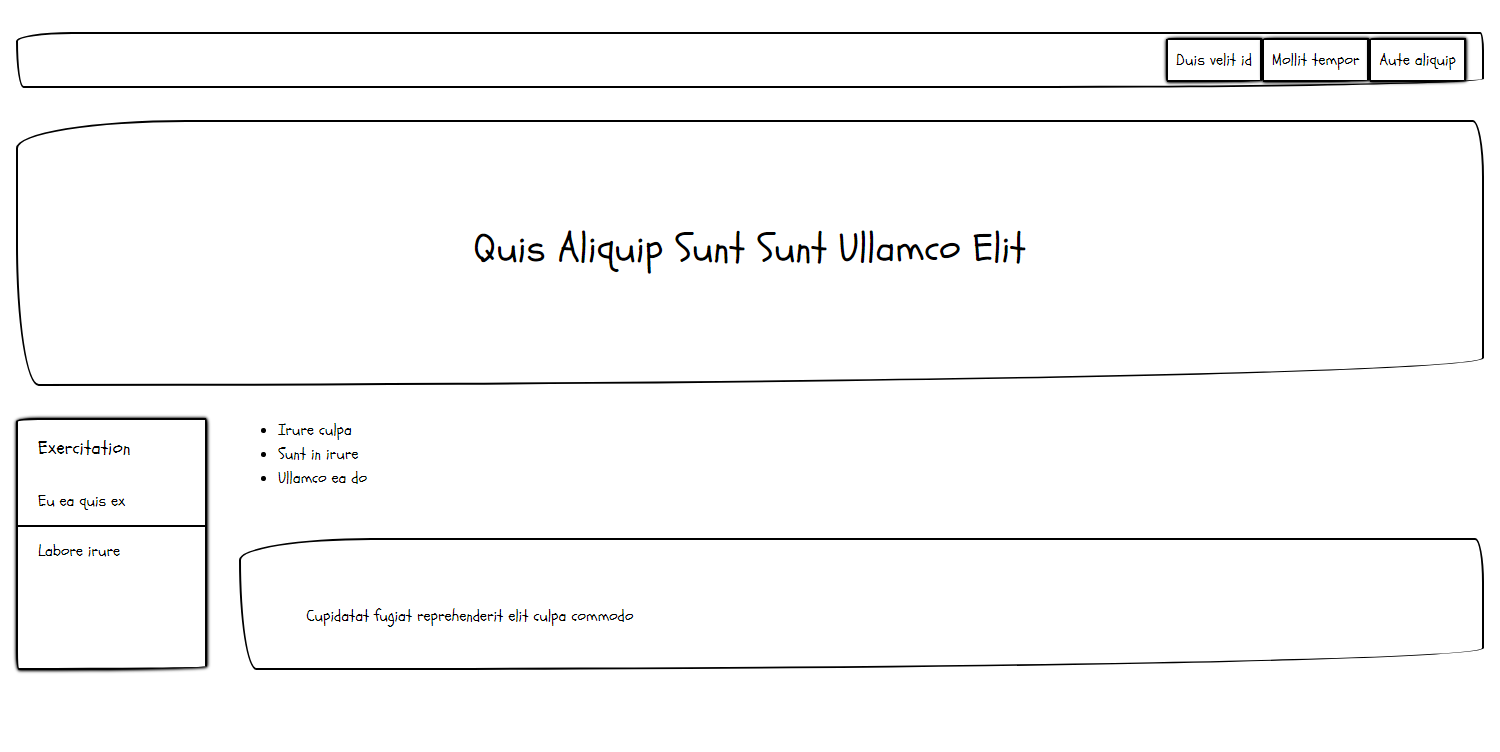 Duis velit id
Mollit tempor
Aute aliquip
Quis Aliquip Sunt Sunt Ullamco Elit
Exercitation
Eu ea quis ex
Labore irure
Irure culpa
Sunt in irure
Ullamco ea do
Cupidatat fugiat reprehenderit elit culpa commodo